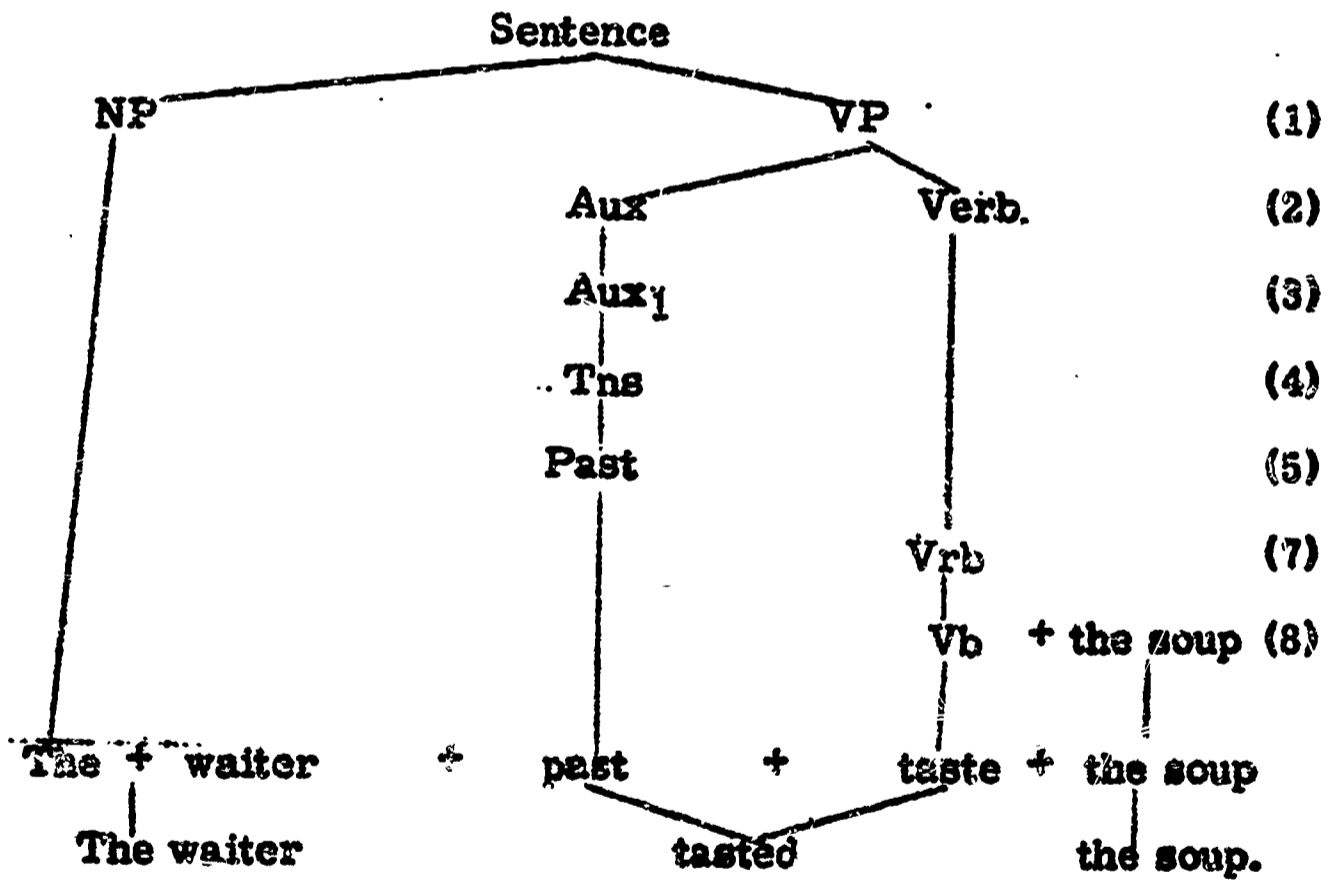 Sentence
NP VP (1)
Aux Verb. (2)
Aux1 (3)
Tns (4)
Past (5)
Vrb (7)
Vb + the soup (8)
The + waiter + past + taste + the soup
The waiter tasted the soup.